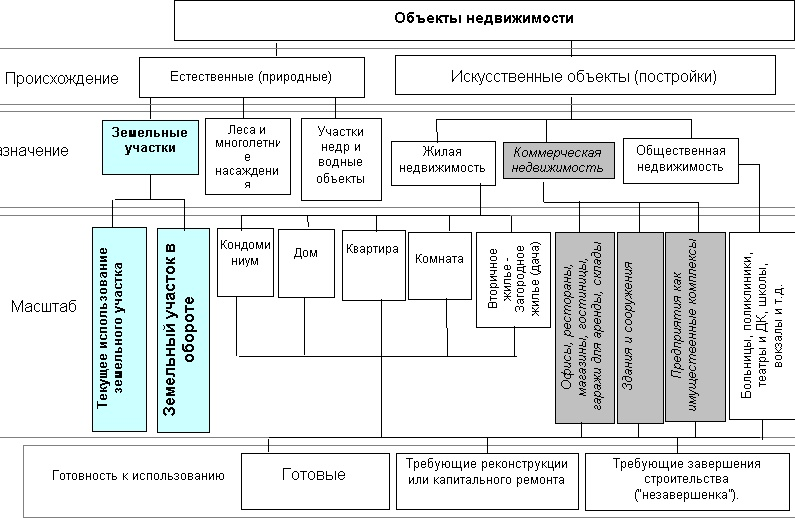 Объекты недвижимости
Происхождение
Естественные (природные)
Искусственные объекты (постройки)
азначение
Земельные
участки
Леса и
многолетни
е
насаждени
я
Участки
недр и
водные
объекты
Жилая
недвижимость
Коммерческая
недвижимость
Общественная
недвижимость
Масштаб
Текущее использование
земельного участка
Земельный участок в
обороте
Кондоми
ниум
Дом
Квартира
Комната
Вторичное
жилье -
Загородное
жилье (дача)
Офисы, рестораны,
магазины, гостиницы,
гаражи для аренды, склады
Здания и сооружения
Предприятия как
имущественные комплексы
Больницы, поликлиники,
театры и ДК, школы,
вокзалы и т.д.
Готовность к использованию
Готовые
Требующие реконструкции
или капитального ремонта
Требующие завершения
строительства
("незавершенка").